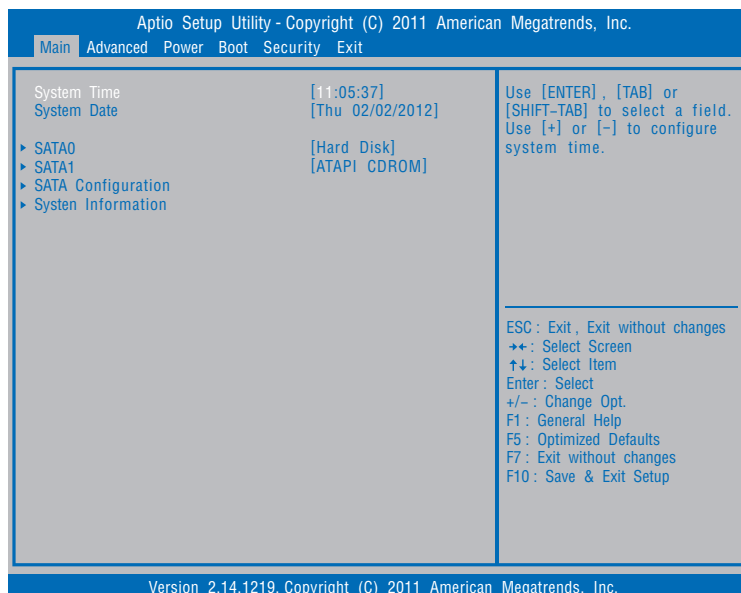 Aptio Setup Utility - Copyright (C) 2011 American Megatrends, Inc.
Main Advanced Power Boot Security Exit
System Time [11:05:37]
System Date [Thu 02/02/2012]
▸ SATA0 [Hard Disk]
▸ SATA1 [ATAPI CDROM]
▸ SATA Configuration
▸ Systen Information
Use [ENTER], [TAB] or
[SHIFT-TAB] to select a field.
Use [+] or [-] to configure
system time.
ESC : Exit , Exit without changes
→← : Select Screen
↑↓ : Select Item
Enter : Select
+/- : Change Opt.
F1 : General Help
F5 : Optimized Defaults
F7 : Exit without changes
F10 : Save & Exit Setup
Version 2.14.1219. Copyright (C) 2011 American Megatrends, Inc.